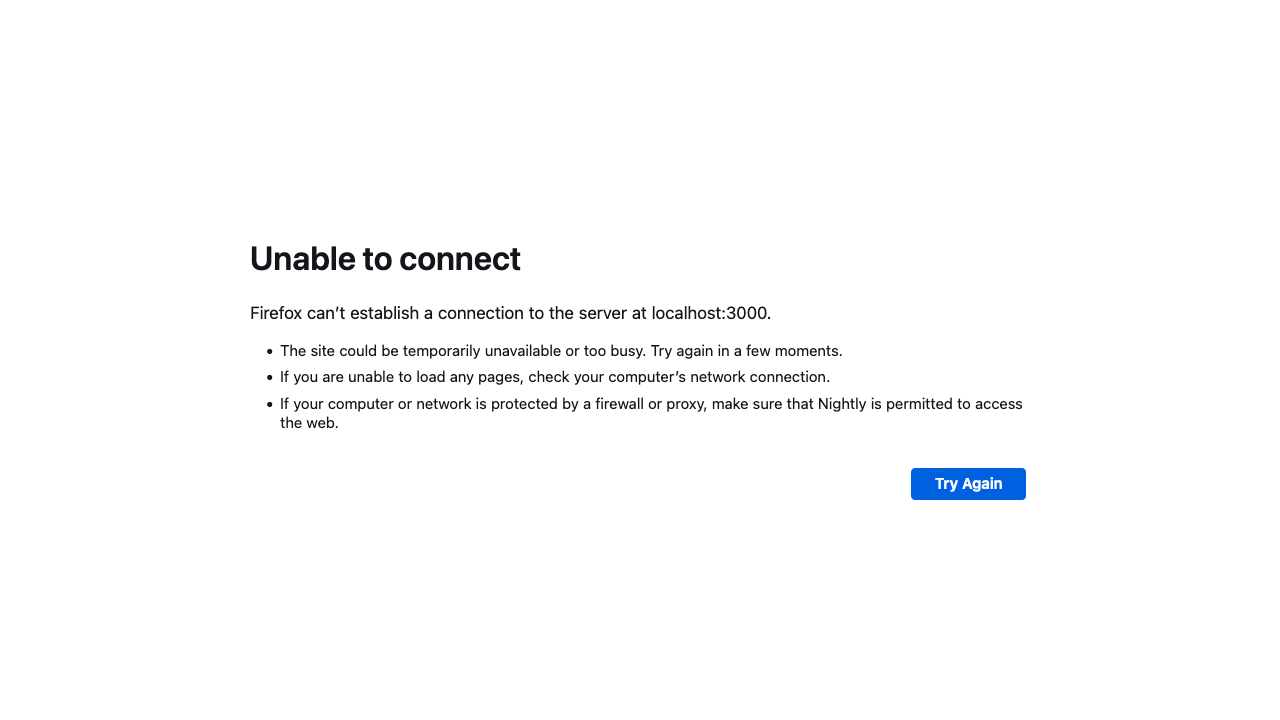 Unable to connect
Firefox can’t establish a connection to the server at localhost:3000.
• The site could be temporarily unavailable or too busy. Try again in a few moments.
• If you are unable to load any pages, check your computer’s network connection.
• If your computer or network is protected by a firewall or proxy, make sure that Nightly is permitted to access
the web.
Try Again